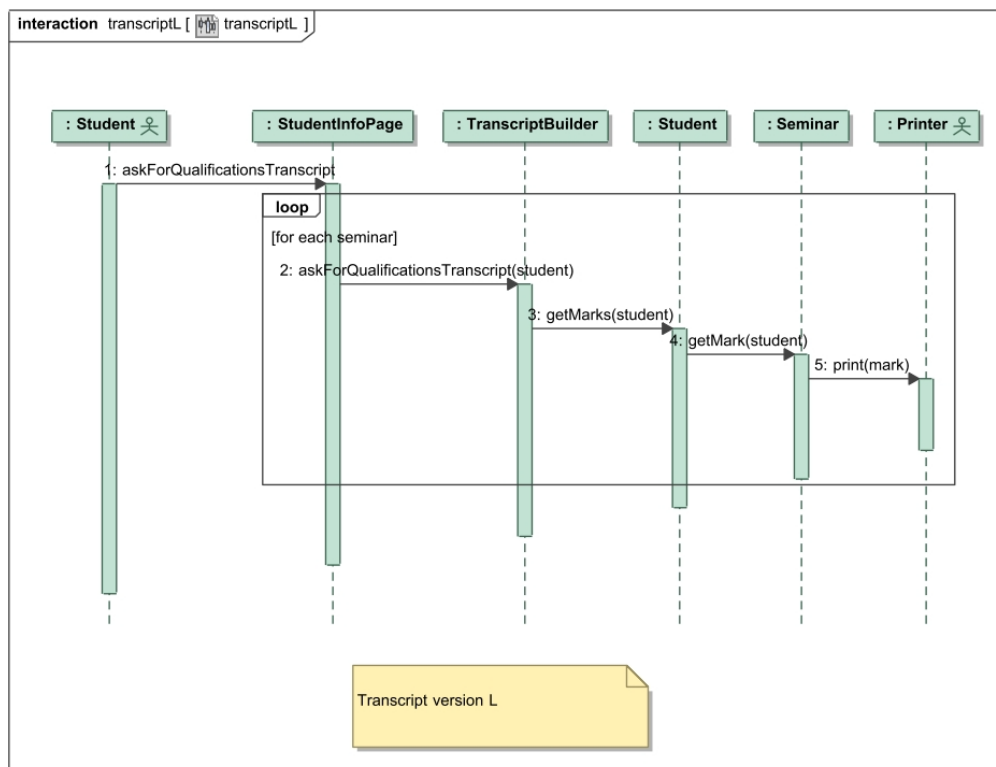 interaction transcriptL [ transcriptL ]
: Student
: StudentInfoPage
: TranscriptBuilder
: Student
: Seminar
: Printer
1: askForQualificationsTranscript
loop
[for each seminar]
2: askForQualificationsTranscript(student)
3: getMarks(student)
4: getMark(student)
5: print(mark)
Transcript version L